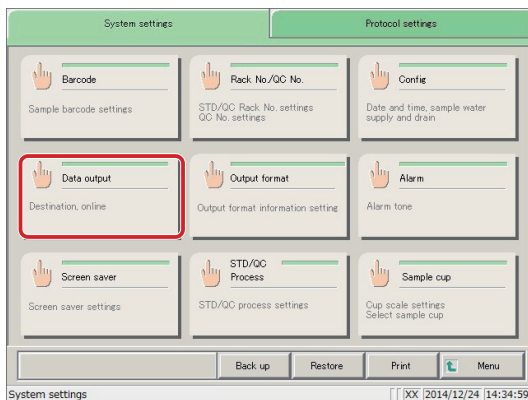 System settings
Protocol settings
Barcode
Sample barcode settings
Rack No./QC No.
STD/QC Rack No. settings
QC No. settings
Config
Date and time, sample water
supply and drain
Data output
Destination, online
Output format
Output format information setting
Alarm
Alarm tone
Screen saver
Screen saver settings
STD/QC
Process
STD/QC process settings
Sample cup
Cup scale settings
Select sample cup
Back up
Restore
Print
Menu
System settings
XX 2014/12/24 14:34:59